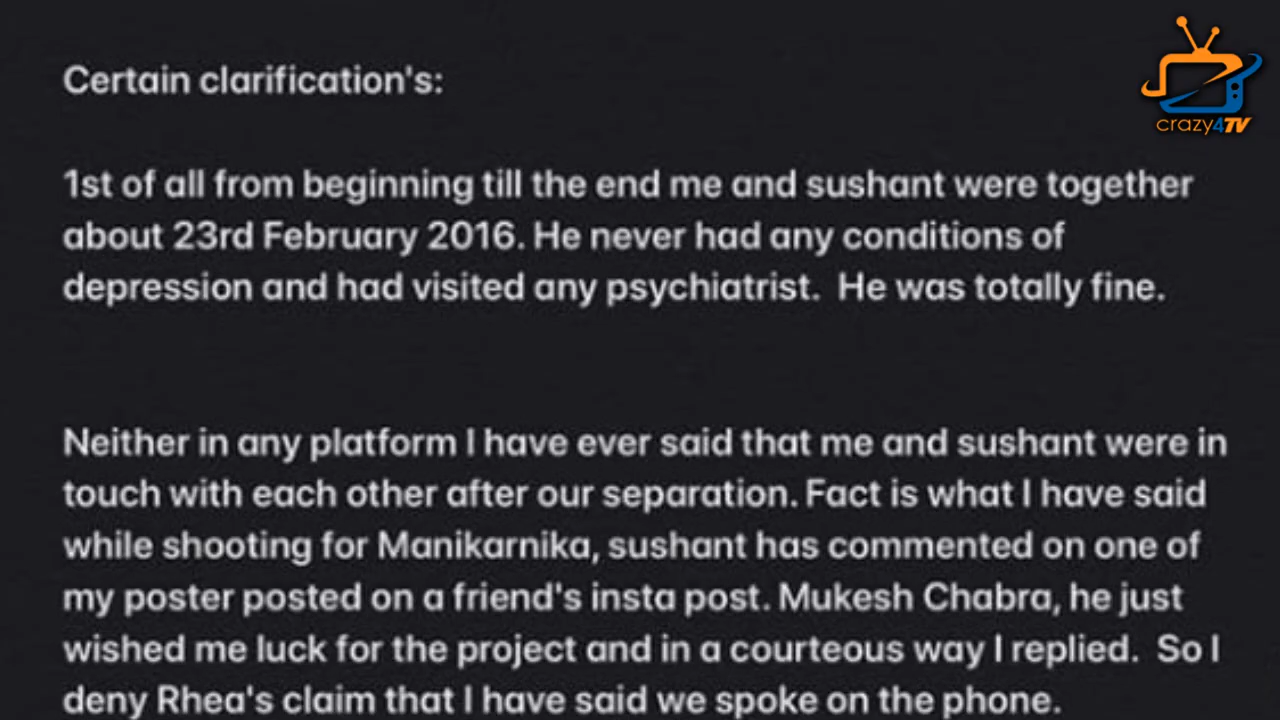 crazy4TV
Certain clarification's:
1st of all from beginning till the end me and sushant were together
about 23rd February 2016. He never had any conditions of
depression and had visited any psychiatrist.  He was totally fine.
Neither in any platform I have ever said that me and sushant were in
touch with each other after our separation. Fact is what I have said
while shooting for Manikarnika, sushant has commented on one of
my poster posted on a friend's insta post. Mukesh Chabra, he just
wished me luck for the project and in a courteous way I replied.  So I
deny Rhea's claim that I have said we spoke on the phone.